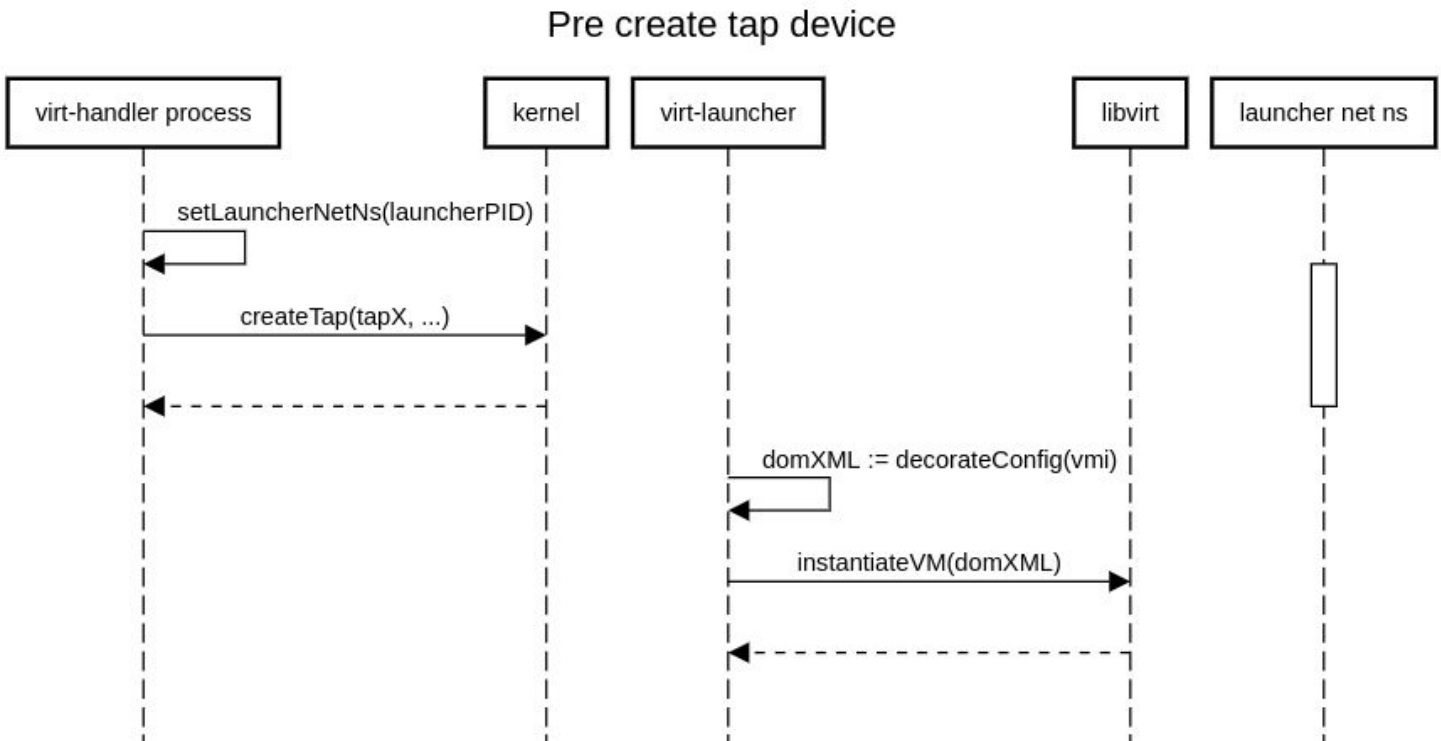 Pre create tap device
virt-handler process
kernel
virt-launcher
libvirt
launcher net ns
setLauncherNetNs(launcherPID)
createTap(tapX, ...)
domXML := decorateConfig(vmi)
instantiateVM(domXML)